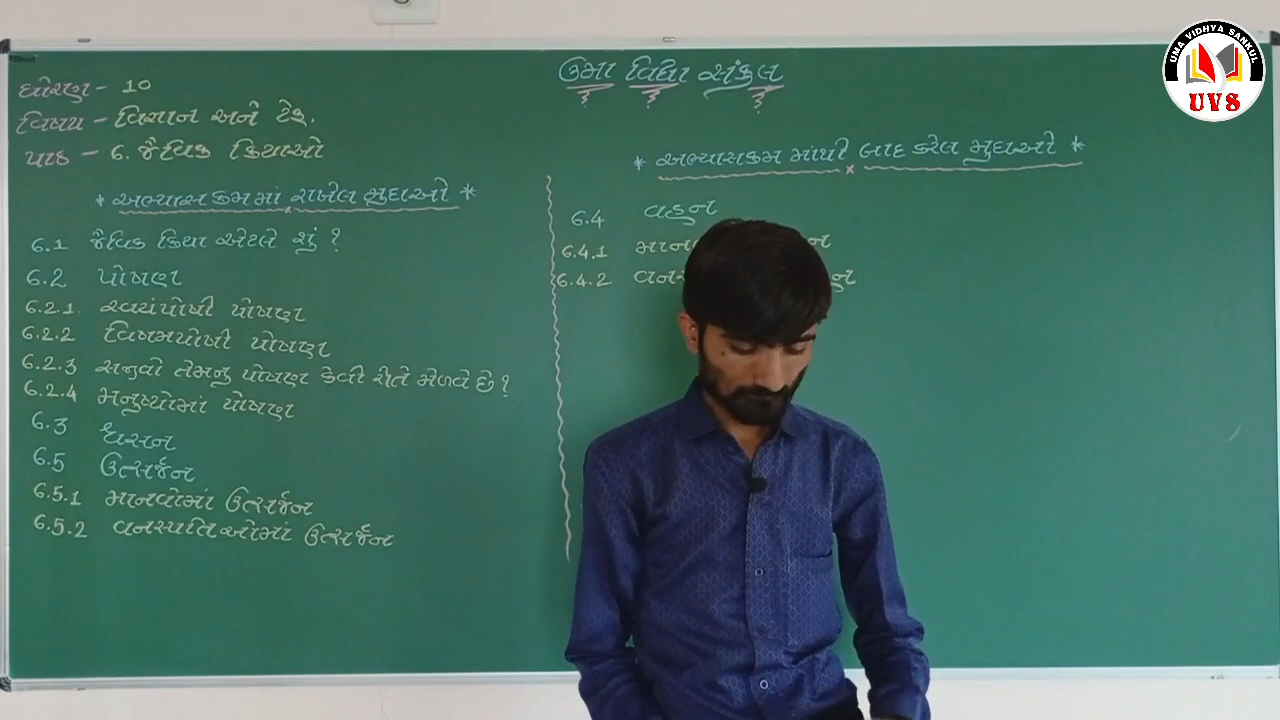 ઉમા વિદ્યા સંકુલ
ધોરણ - 10
વિષય - વિજ્ઞાન અને ટેક.
પાઠ - 6. જૈવિક ક્રિયાઓ
* અભ્યાસક્રમમાં રાખેલ મુદ્દાઓ *
6.1 જૈવિક ક્રિયા એટલે શું ?
6.2 પોષણ
6.2.1. સ્વયંપોષી પોષણ
6.2.2 વિષમપોષી પોષણ
6.2.3 સજીવો તેમનુ પોષણ કેવી રીતે મેળવે છે ?
6.2.4 મનુષ્યોમાં પોષણ
6.3 શ્વસન
6.5 ઉત્સર્જન
6.5.1 માનવોમાં ઉત્સર્જન
6.5.2 વનસ્પતિઓમાં ઉત્સર્જન
* અભ્યાસક્રમ માંથી બાદ કરેલ મુદ્દાઓ *
6.4 વહન
6.4.1
6.4.2
UMA VIDHYA SANKUL
UVS